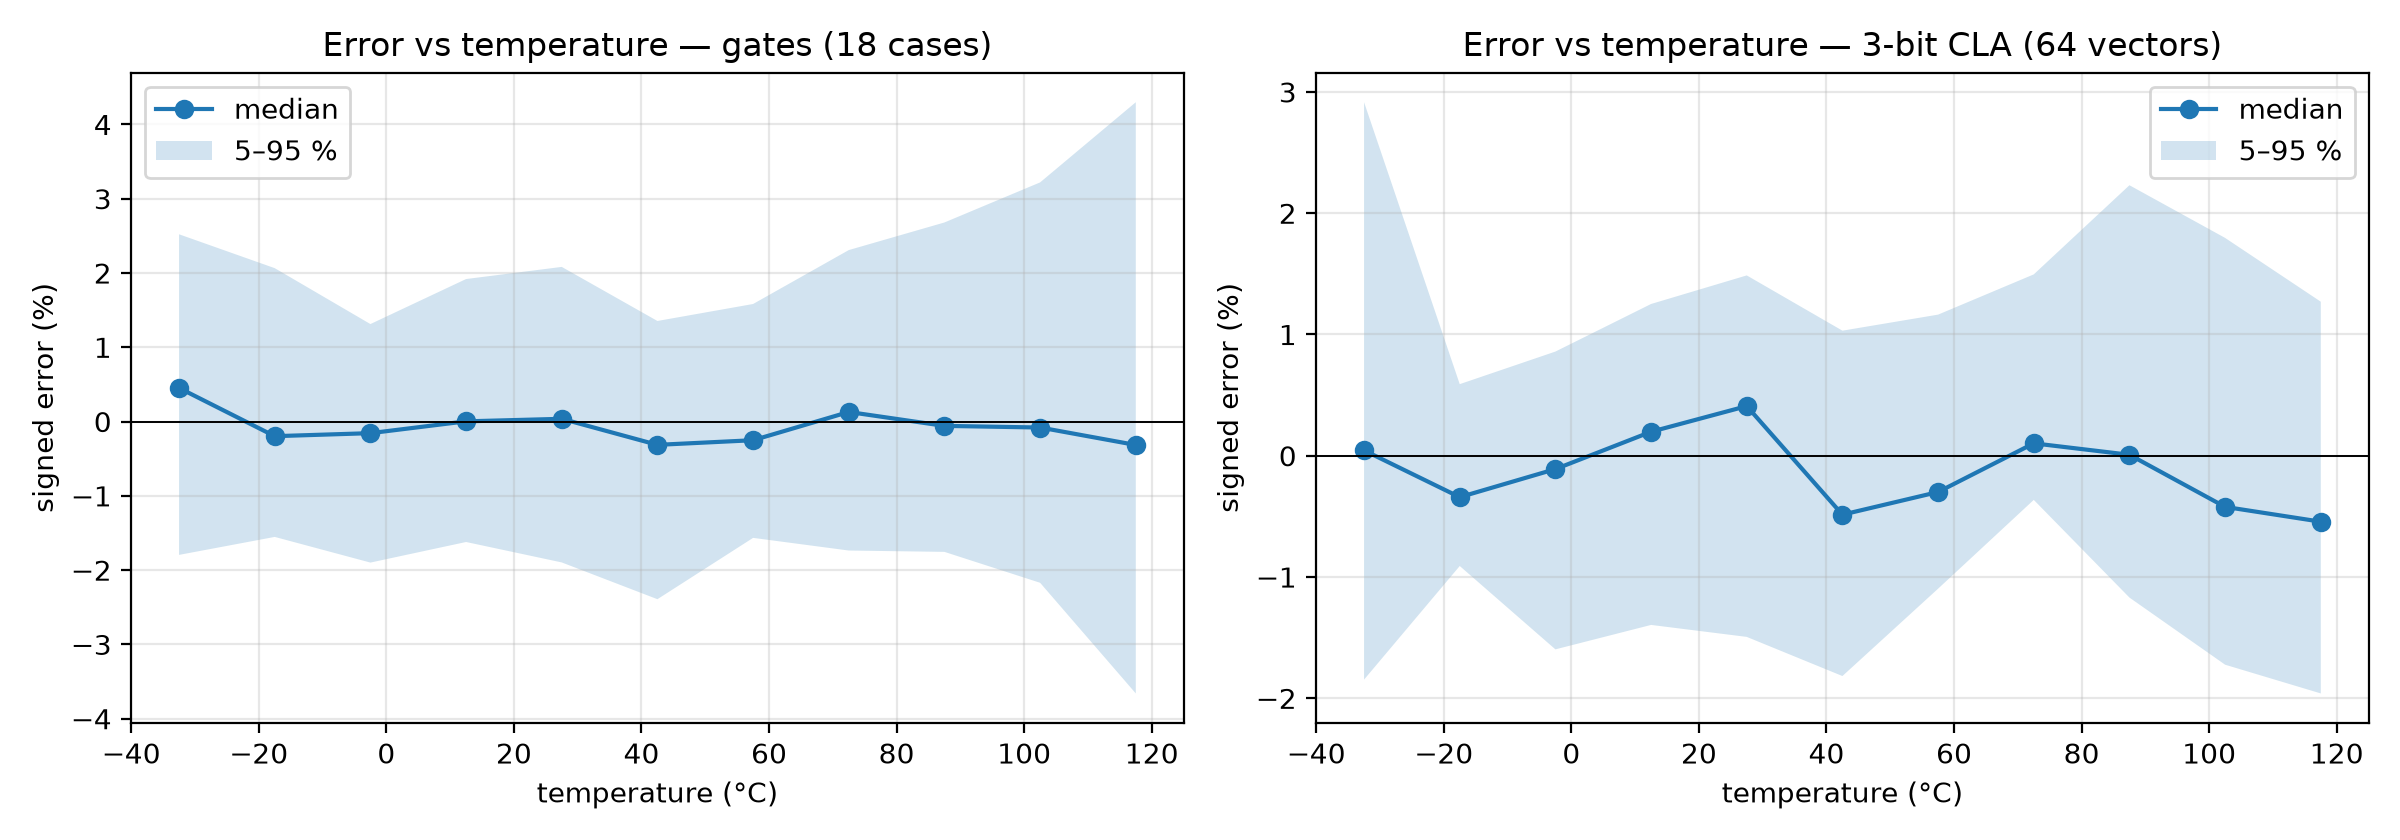 Error vs temperature — gates (18 cases)
median
5–95 %
4
3
2
1
0
−1
−2
−3
−4
signed error (%)
−40 −20 0 20 40 60 80 100 120
temperature (°C)
Error vs temperature — 3-bit CLA (64 vectors)
median
5–95 %
3
2
1
0
−1
−2
signed error (%)
−40 −20 0 20 40 60 80 100 120
temperature (°C)